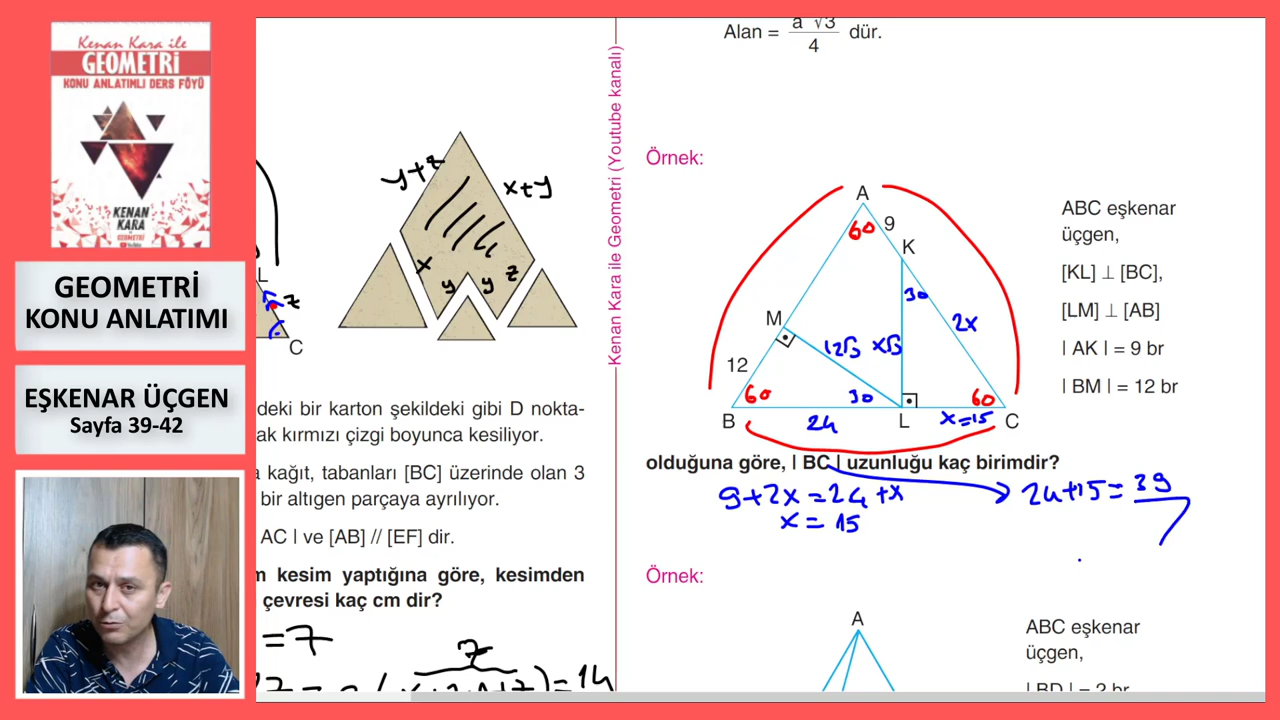 Kenan Kara ile
GEOMETRİ
KONU ANLATIMLI DERS FÖYÜ
KENAN
KARA
GEOMETRİ
KONU ANLATIMI
EŞKENAR ÜÇGEN
Sayfa 39-42
L
z
C
y+z
x+y
x
y
y
z
deki bir karton şekildeki gibi D nokta-
ak kırmızı çizgi boyunca kesiliyor.
a kağıt, tabanları [BC] üzerinde olan 3
bir altıgen parçaya ayrılıyor.
AC | ve [AB] // [EF] dir.
m kesim yaptığına göre, kesimden
çevresi kaç cm dir?
=7
7
=14
Kenan Kara ile Geometri (Youtube kanalı)
Alan = a √3
4
dür.
Örnek:
A
60
9
K
30
M
12√3
x√3
2x
12
60
30
60
B
24
L
x=15
C
ABC eşkenar
üçgen,
[KL] ⊥ [BC],
[LM] ⊥ [AB]
| AK | = 9 br
| BM | = 12 br
olduğuna göre, | BC | uzunluğu kaç birimdir?
9+2x=24+x
24+15=39
x=15
Örnek:
A
ABC eşkenar
üçgen,
| BD | = 2 br